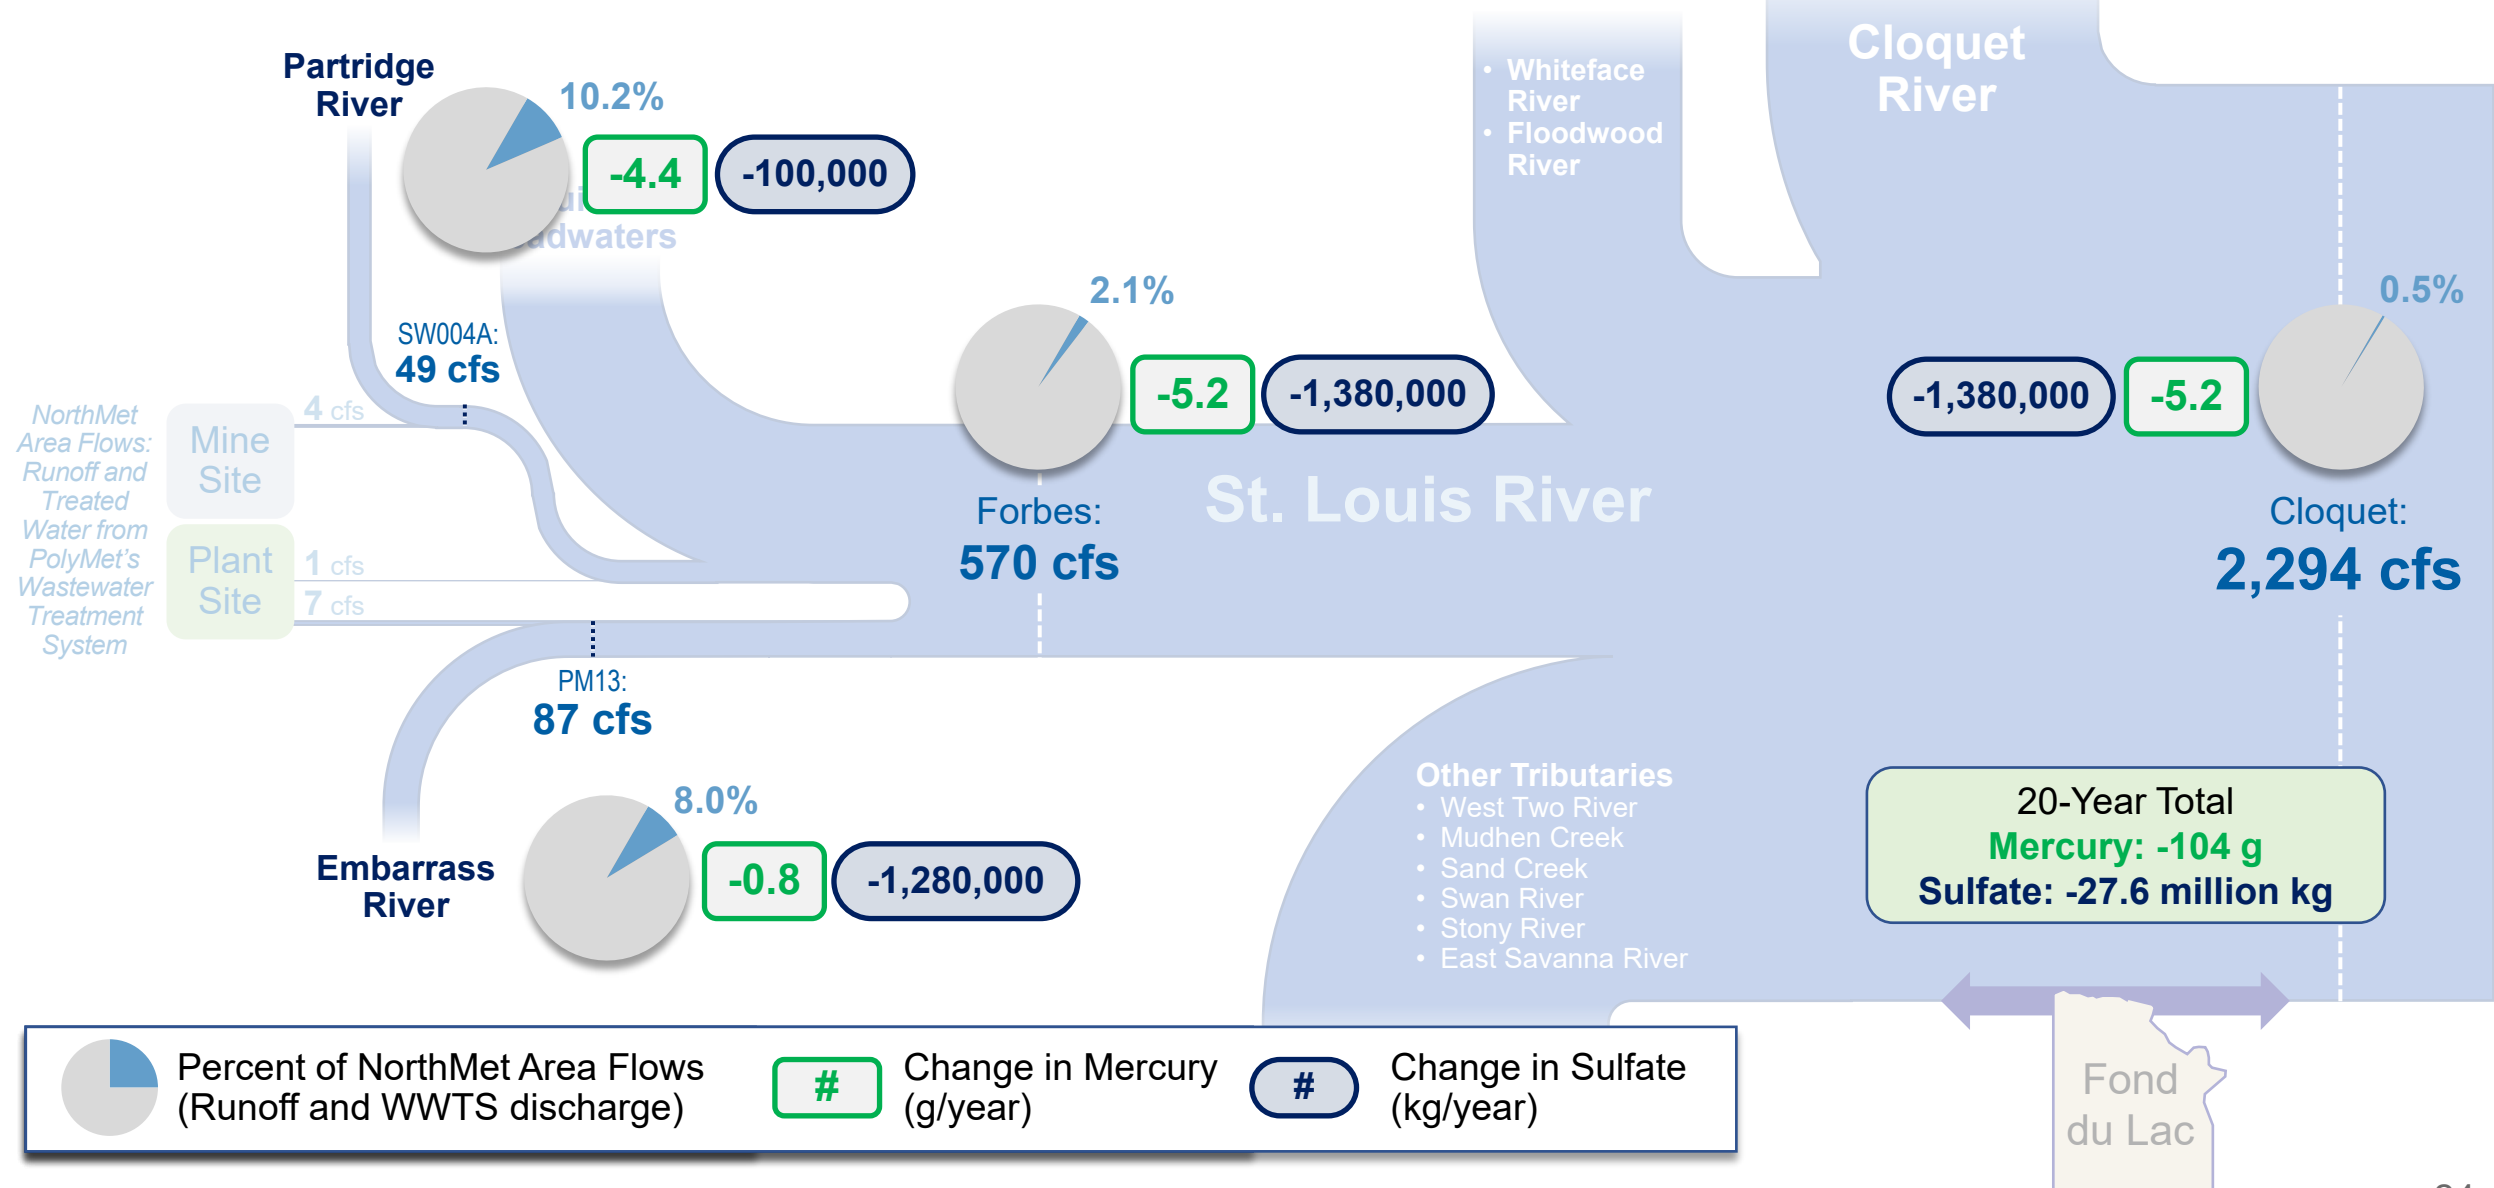 Partridge
River
10.2%
-4.4
-100,000
adwaters
• Whiteface
River
• Floodwood
River
Cloquet
River
2.1%
-5.2
-1,380,000
0.5%
-1,380,000
-5.2
SW004A:
49 cfs
NorthMet
Area Flows:
Runoff and
Treated
Water from
PolyMet's
Wastewater
Treatment
System
Mine
Site
4 cfs
Plant
Site
1 cfs
7 cfs
Forbes:
570 cfs
St. Louis River
Cloquet:
2,294 cfs
PM13:
87 cfs
8.0%
-0.8
-1,280,000
Embarrass
River
Other Tributaries
• West Two River
• Mudhen Creek
• Sand Creek
• Swan River
• Stony River
• East Savanna River
20-Year Total
Mercury: -104 g
Sulfate: -27.6 million kg
Fond
du Lac
Percent of NorthMet Area Flows
(Runoff and WWTS discharge)
#
Change in Mercury
(g/year)
#
Change in Sulfate
(kg/year)